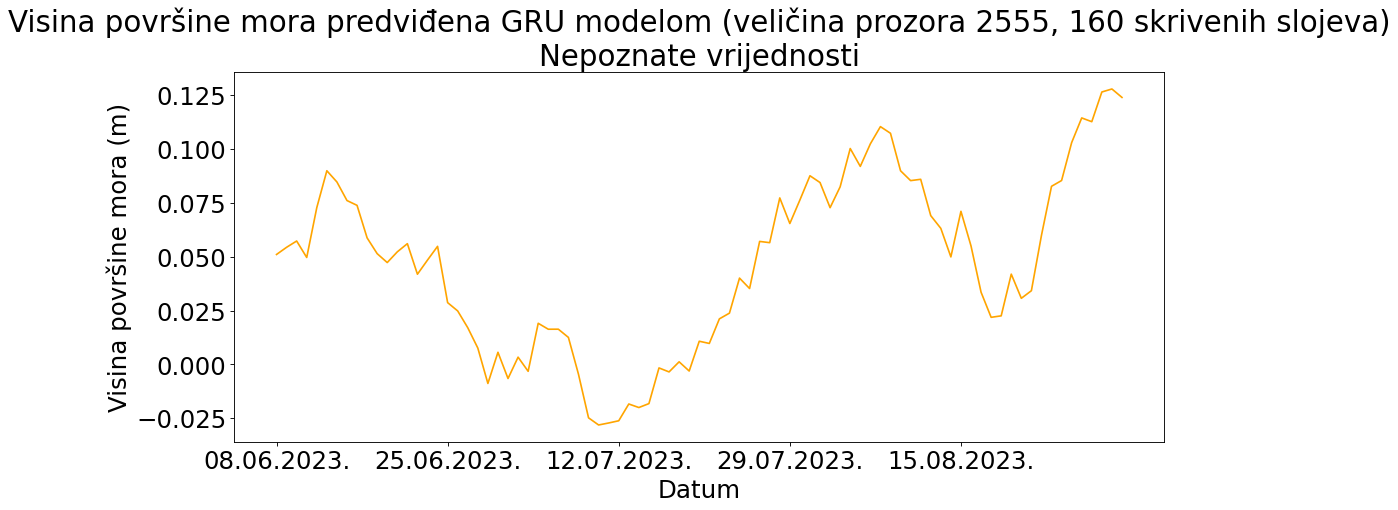 Visina površine mora predviđena GRU modelom (veličina prozora 2555, 160 skrivenih slojeva)
Nepoznate vrijednosti
Visina površine mora (m)
0.125
0.100
0.075
0.050
0.025
0.000
−0.025
08.06.2023. 25.06.2023. 12.07.2023. 29.07.2023. 15.08.2023.
Datum